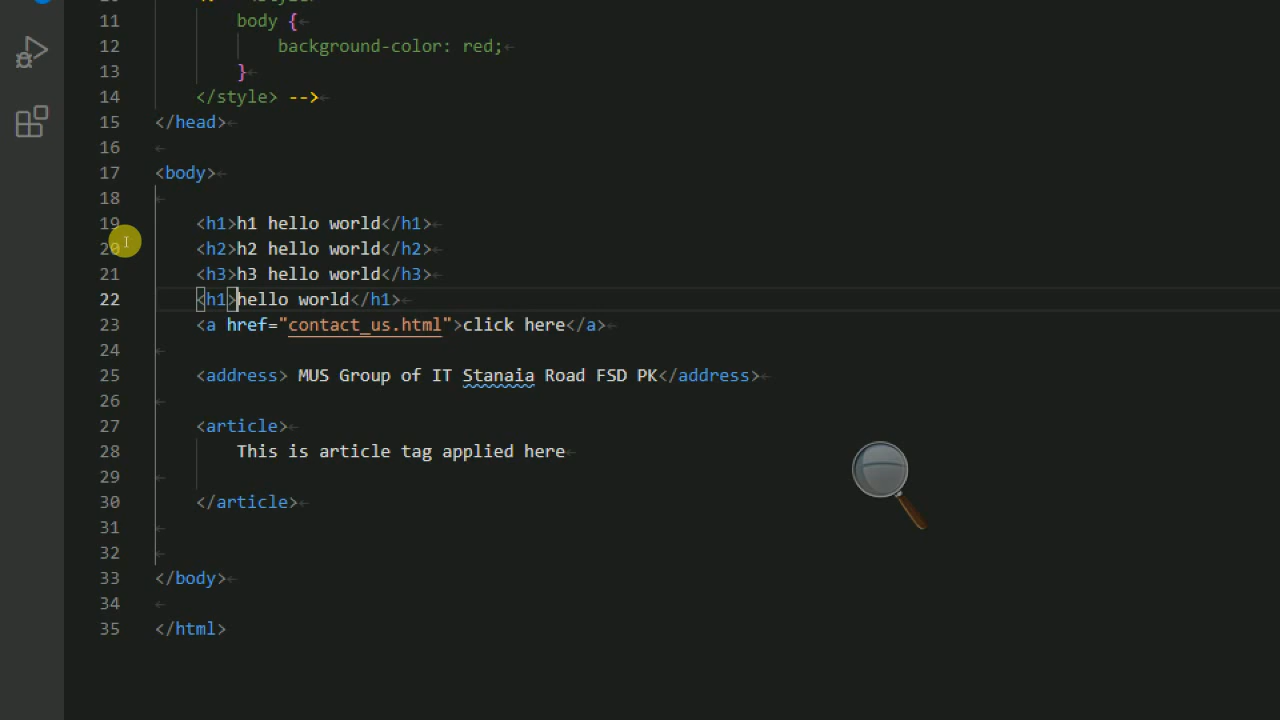 11 body {
12 background-color: red;
13 }
14 </style> -->
15 </head>
16
17 <body>
18
19 <h1>h1 hello world</h1>
20 <h2>h2 hello world</h2>
21 <h3>h3 hello world</h3>
22 <h1>hello world</h1>
23 <a href="contact_us.html">click here</a>
24
25 <address> MUS Group of IT Stanaia Road FSD PK</address>
26
27 <article>
28 This is article tag applied here
29
30 </article>
31
32
33 </body>
34
35 </html>